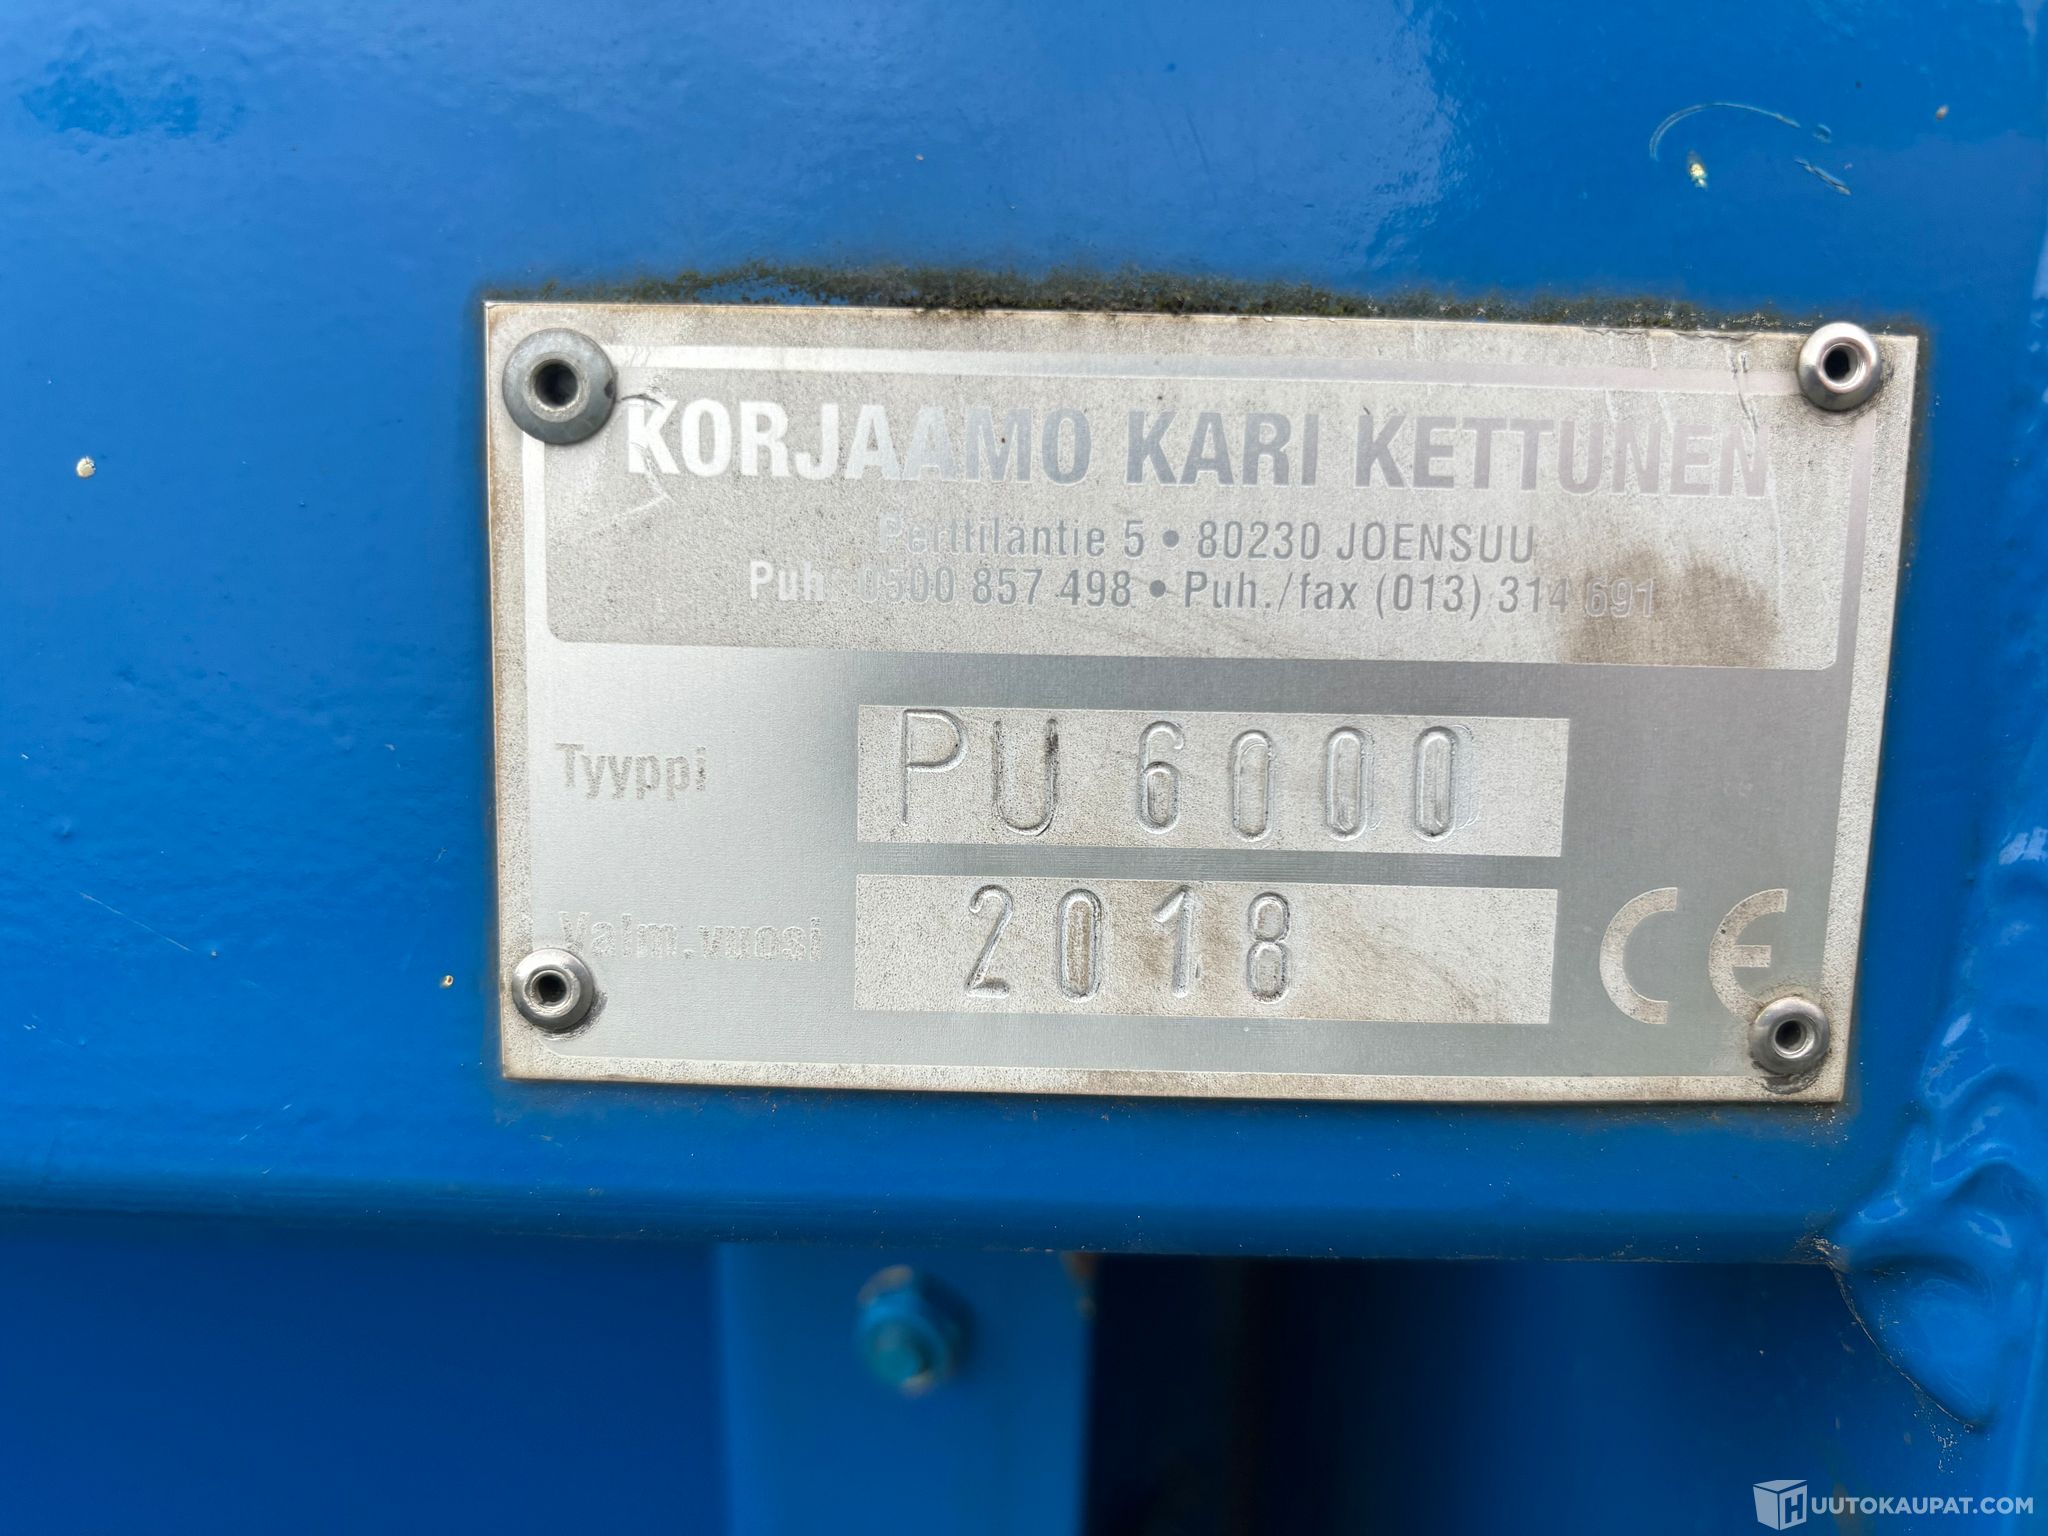 KORJAAMO KARI KETTUNEN
Perttiläntie 5 • 80230 JOENSUU
Puh. 0500 857 498 • Puh./fax (013) 314 691
Tyyppi PU 6000
Valm.vuosi 2018
CE
HUUTOKAUPAT.COM